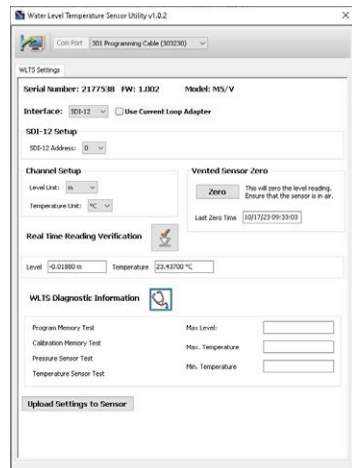 Water Level Temperature Sensor Utility v1.0.2
Com Port 301 Programming Cable (303230)
WLTS Settings
Serial Number: 2177538 FW: 1.002 Model: M5/V
Interface: SDI-12 Use Current Loop Adapter
SDI-12 Setup
SDI-12 Address: 0
Channel Setup
Level Unit: m
Temperature Unit: °C
Vented Sensor Zero
Zero
This will zero the level reading.
Ensure that the sensor is in air.
Last Zero Time 10/17/23 09:33:03
Real Time Reading Verification
Level -0.01880 m Temperature 23.43700 °C
WLTS Diagnostic Information
Program Memory Test
Calibration Memory Test
Pressure Sensor Test
Temperature Sensor Test
Max Level:
Max. Temperature
Min. Temperature
Upload Settings to Sensor